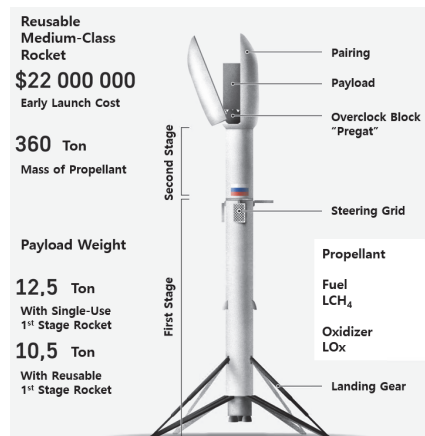 Reusable
Medium-Class
Rocket
$22 000 000
Early Launch Cost
360 Ton
Mass of Propellant
Payload Weight
12,5 Ton
With Single-Use
1st Stage Rocket
10,5 Ton
With Reusable
1st Stage Rocket
Second Stage
First Stage
Pairing
Payload
Overclock Block
"Pregat"
Steering Grid
Propellant
Fuel
LCH4
Oxidizer
LOx
Landing Gear